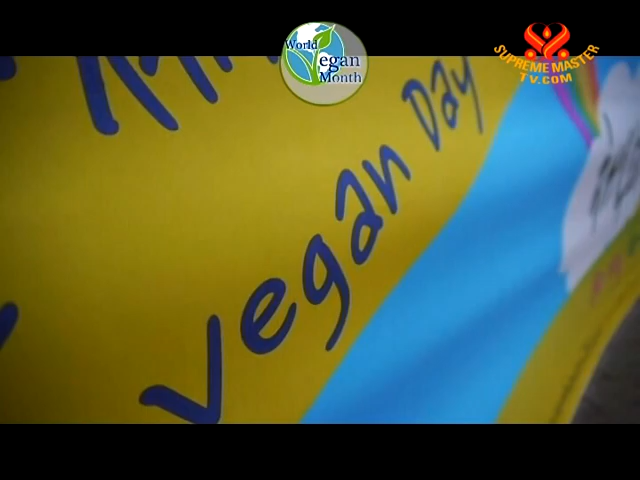 World
Vegan
Month
SUPREME MASTER
TV.COM
vegan Day